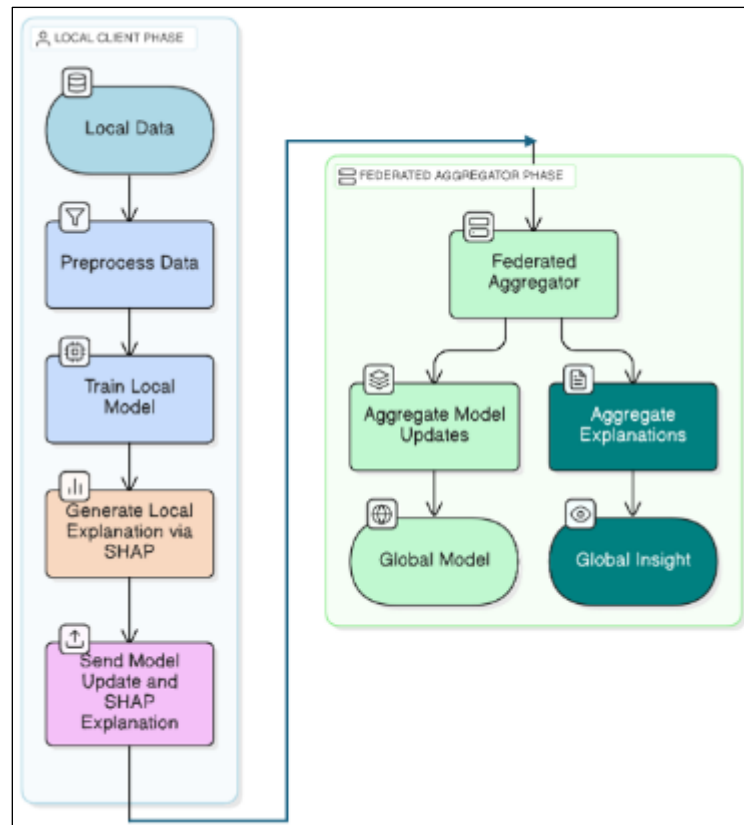 LOCAL CLIENT PHASE
Local Data
Preprocess Data
Train Local
Model
Generate Local
Explanation via
SHAP
Send Model
Update and
SHAP
Explanation
FEDERATED AGGREGATOR PHASE
Federated
Aggregator
Aggregate Model
Updates
Aggregate
Explanations
Global Model
Global Insight